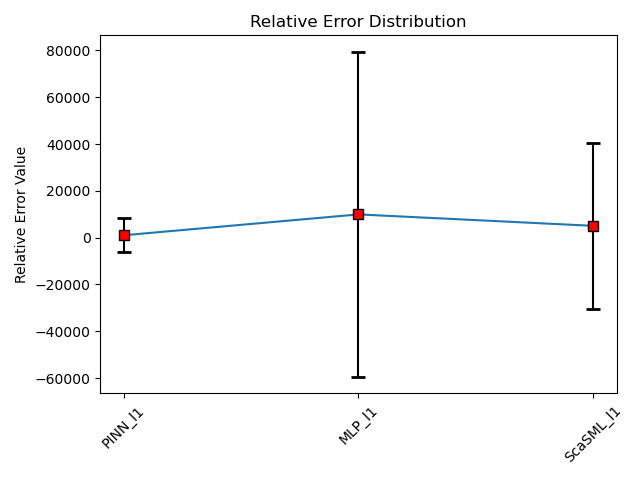 Relative Error Distribution
Relative Error Value
80000
60000
40000
20000
0
−20000
−40000
−60000
PINN_l1
MLP_l1
ScaSML_l1